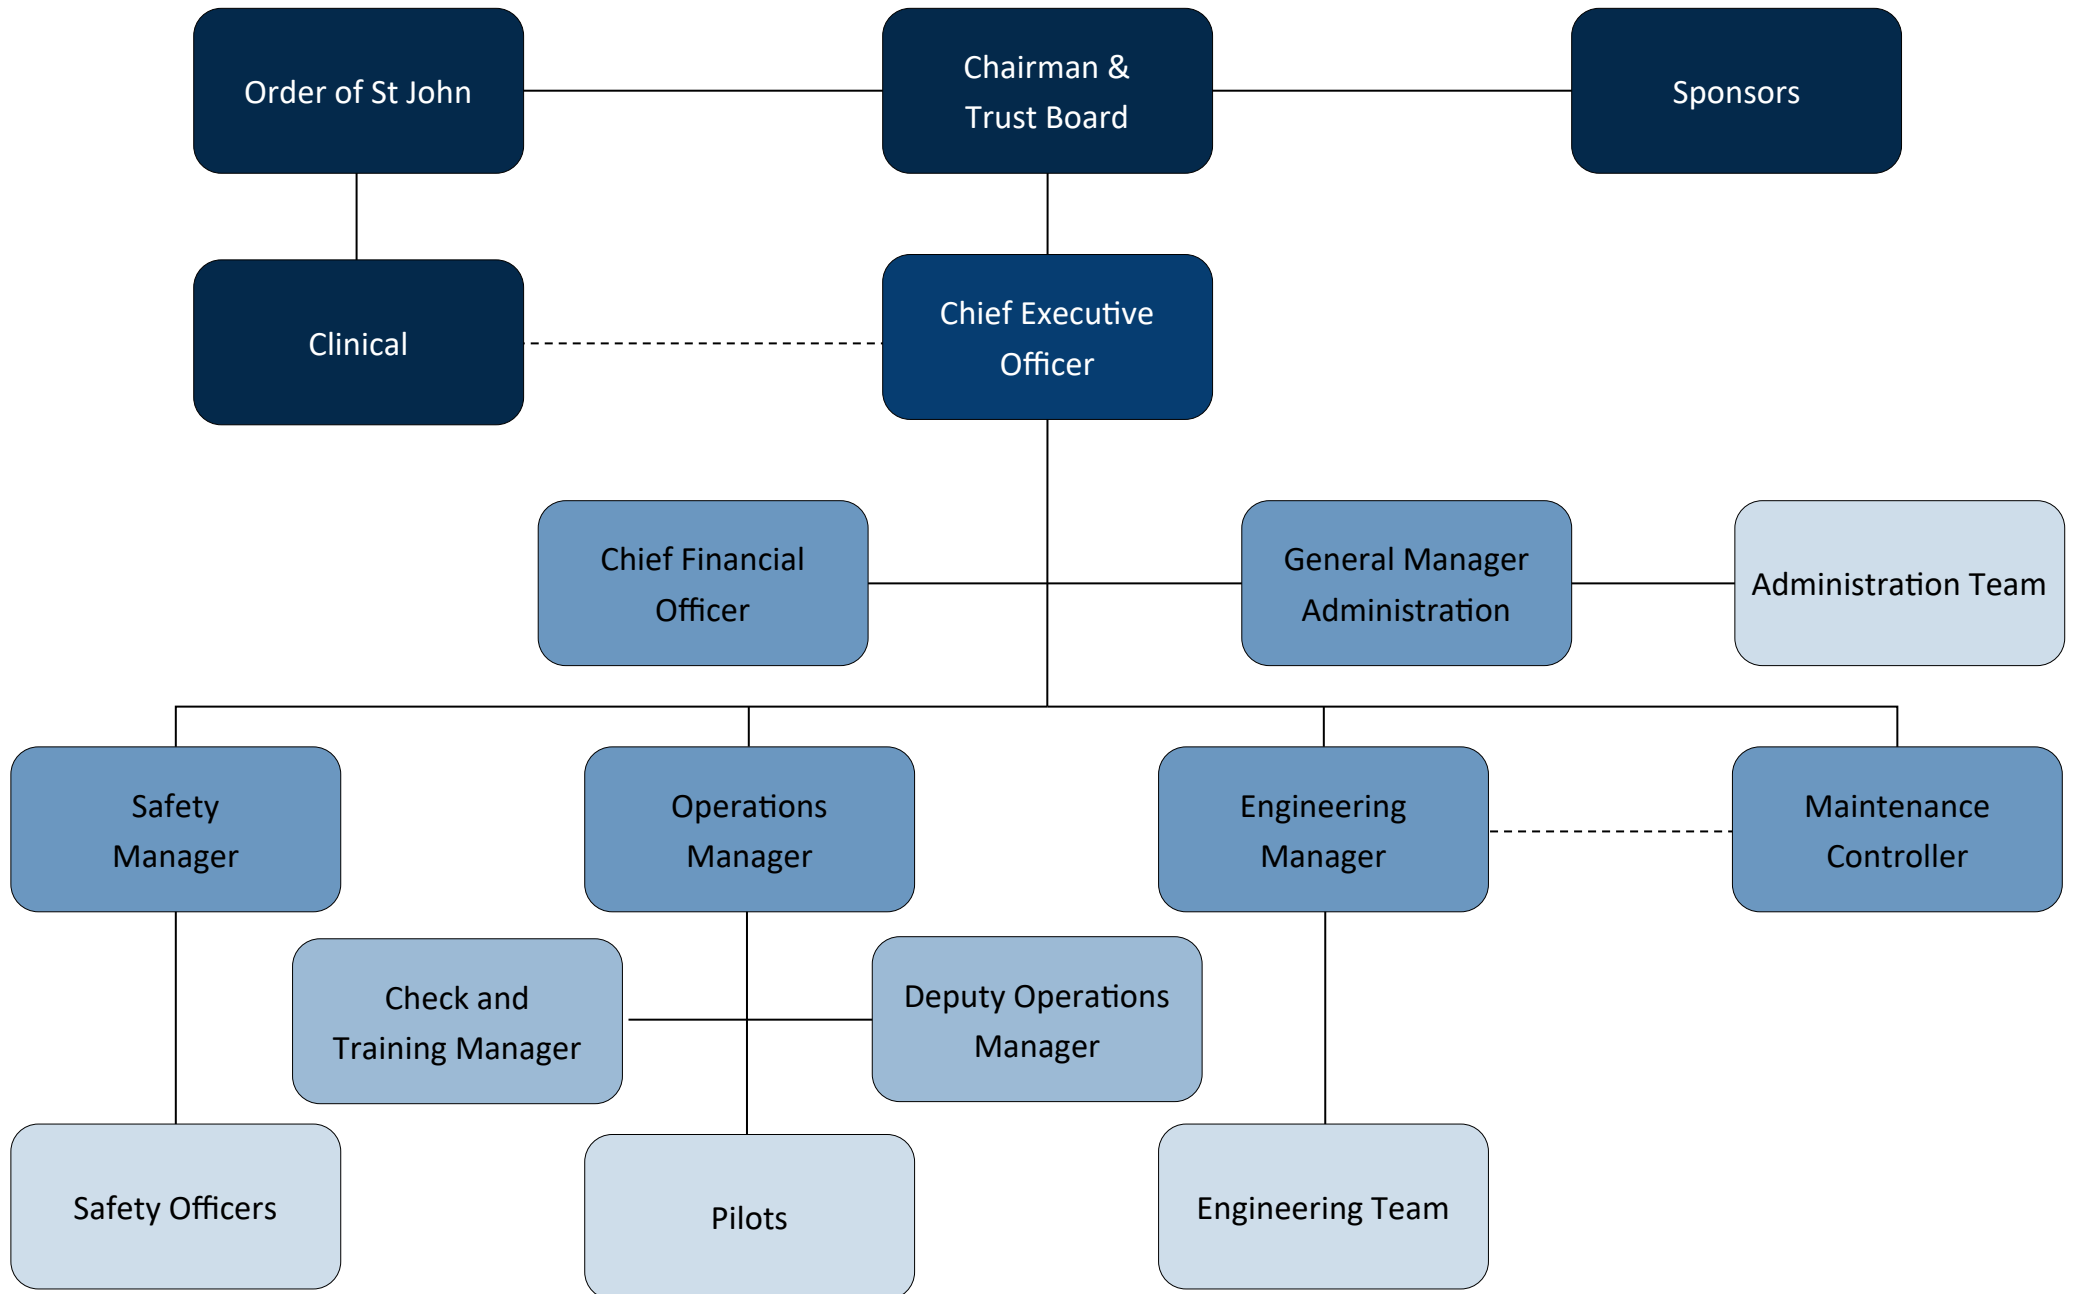 Order of St John
Chairman &
Trust Board
Sponsors
Clinical
Chief Executive
Officer
Chief Financial
Officer
General Manager
Administration
Administration Team
Safety
Manager
Operations
Manager
Engineering
Manager
Maintenance
Controller
Check and
Training Manager
Deputy Operations
Manager
Safety Officers
Pilots
Engineering Team